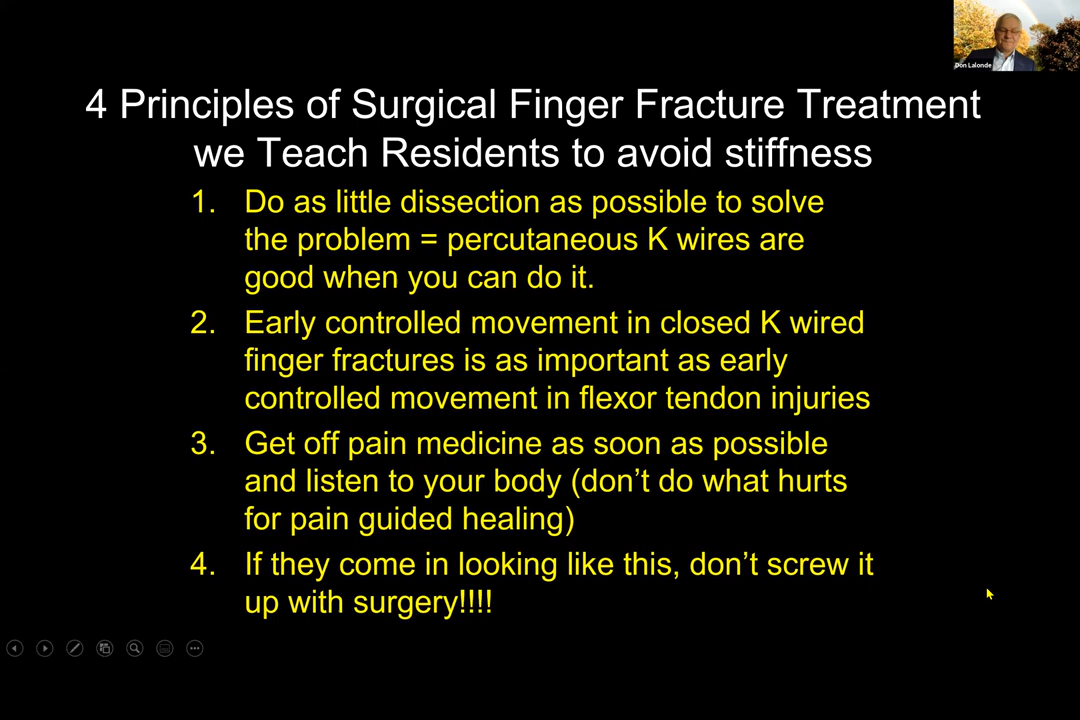 Don Lalonde
4 Principles of Surgical Finger Fracture Treatment
we Teach Residents to avoid stiffness
1. Do as little dissection as possible to solve
the problem = percutaneous K wires are
good when you can do it.
2. Early controlled movement in closed K wired
finger fractures is as important as early
controlled movement in flexor tendon injuries
3. Get off pain medicine as soon as possible
and listen to your body (don’t do what hurts
for pain guided healing)
4. If they come in looking like this, don’t screw it
up with surgery!!!!